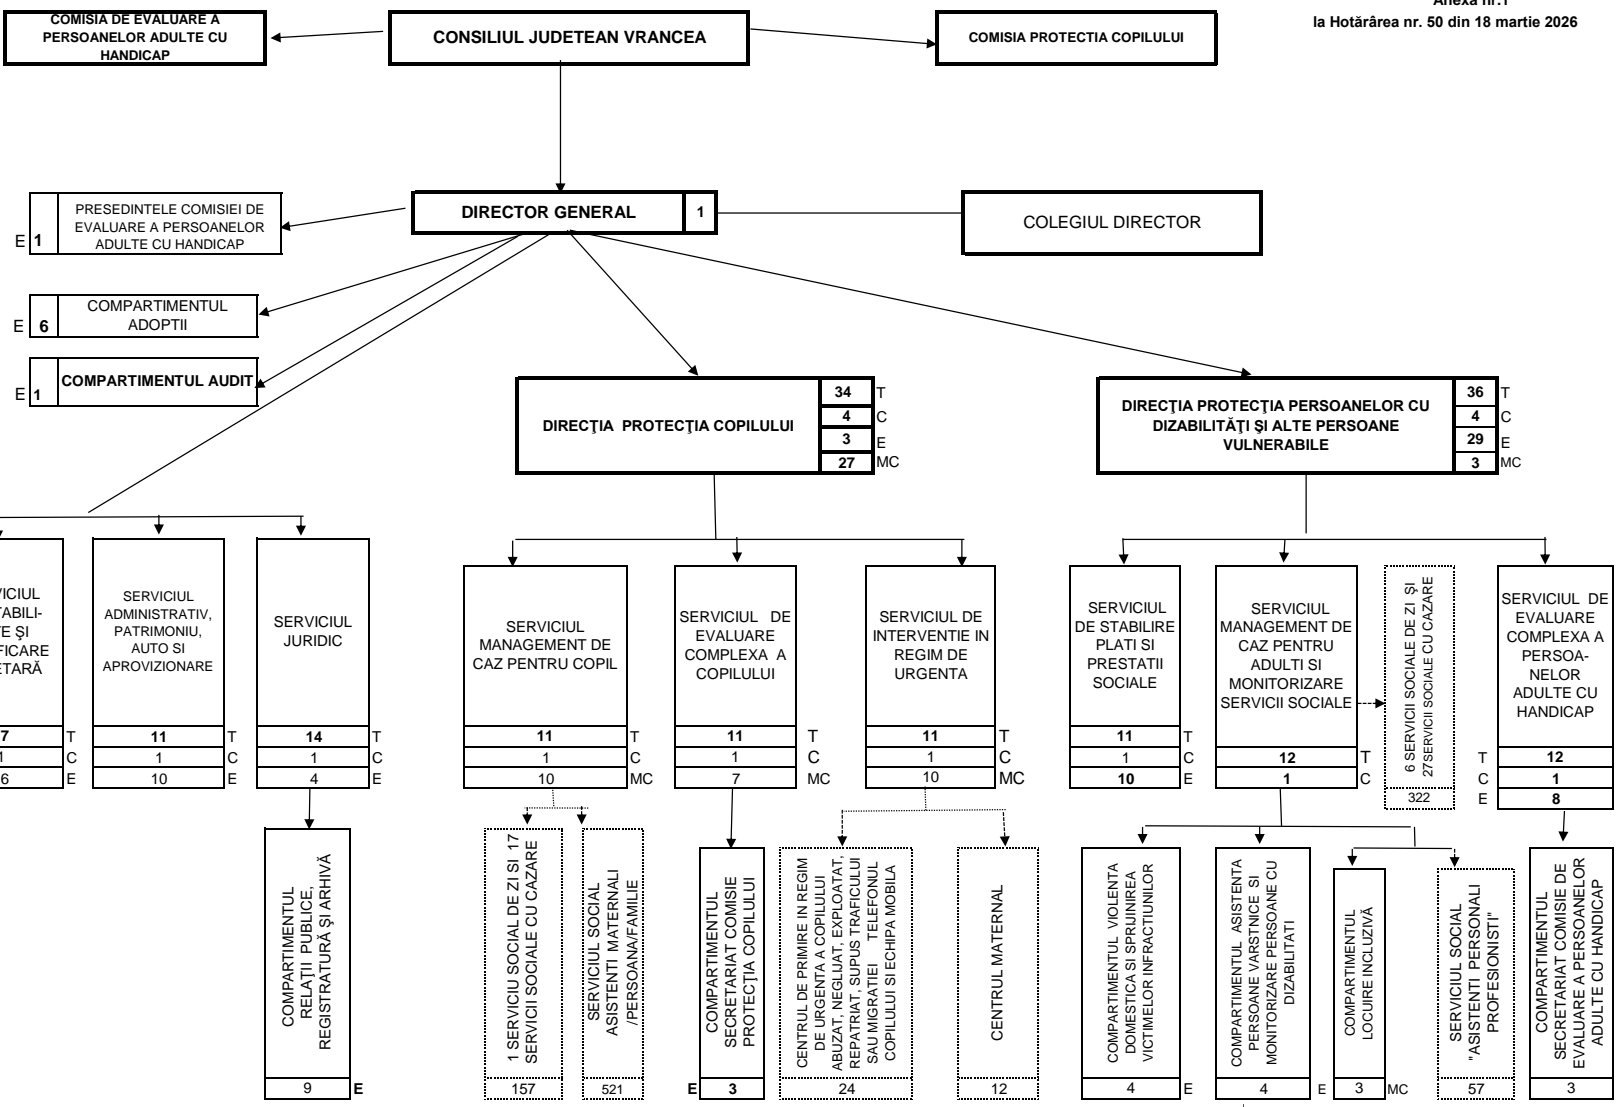 Anexa nr.1
la Hotărârea nr. 50 din 18 martie 2026
COMISIA DE EVALUARE A
PERSOANELOR ADULTE CU
HANDICAP
CONSILIUL JUDETEAN VRANCEA
COMISIA PROTECTIA COPILULUI
E 1
PRESEDINTELE COMISIEI DE
EVALUARE A PERSOANELOR
ADULTE CU HANDICAP
DIRECTOR GENERAL 1
COLEGIUL DIRECTOR
E 6
COMPARTIMENTUL
ADOPTII
E 1
COMPARTIMENTUL AUDIT
DIRECŢIA PROTECŢIA COPILULUI
34 T
4 C
3 E
27 MC
DIRECŢIA PROTECŢIA PERSOANELOR CU
DIZABILITĂŢI ŞI ALTE PERSOANE
VULNERABILE
36 T
4 C
29 E
3 MC
VICIUL
TABILI-
TE ŞI
IFICARE
ETARĂ
7 T
1 C
6 E
SERVICIUL
ADMINISTRATIV,
PATRIMONIU,
AUTO SI
APROVIZIONARE
11 T
1 C
10 E
SERVICIUL
JURIDIC
14 T
1 C
4 E
SERVICIUL
MANAGEMENT DE
CAZ PENTRU COPIL
11 T
1 C
10 MC
SERVICIUL DE
EVALUARE
COMPLEXA A
COPILULUI
11 T
1 C
7 MC
SERVICIUL DE
INTERVENTIE IN
REGIM DE
URGENTA
11 T
1 C
10 MC
SERVICIUL
DE STABILIRE
PLATI SI
PRESTATII
SOCIALE
11 T
1 C
10 E
SERVICIUL
MANAGEMENT DE
CAZ PENTRU
ADULTI SI
MONITORIZARE
SERVICII SOCIALE
12 T
1 C
6 SERVICII SOCIALE DE ZI ŞI
27SERVICII SOCIALE CU CAZARE
322
SERVICIUL DE
EVALUARE
COMPLEXA A
PERSOA-
NELOR
ADULTE CU
HANDICAP
T 12
C 1
E 8
COMPARTIMENTUL
RELAŢII PUBLICE,
REGISTRATURĂ ŞI ARHIVĂ
9 E
1 SERVICIU SOCIAL DE ZI SI 17
SERVICII SOCIALE CU CAZARE
157
SERVICIUL SOCIAL
ASISTENTI MATERNALI
/PERSOANA/FAMILIE
521
COMPARTIMENTUL
SECRETARIAT COMISIE
PROTECŢIA COPILULUI
E 3
CENTRUL DE PRIMIRE IN REGIM
DE URGENTA A COPILULUI
ABUZAT, NEGLIJAT, EXPLOATAT,
REPATRIAT, SUPUS TRAFICULUI
SAU MIGRATIEI TELEFONUL
COPILULUI SI ECHIPA MOBILA
24
CENTRUL MATERNAL
12
COMPARTIMENTUL VIOLENTA
DOMESTICA SI SPRIJINIREA
VICTIMELOR INFRACTIUNILOR
4 E
COMPARTIMENTUL ASISTENTA
PERSOANE VARSTNICE SI
MONITORIZARE PERSOANE CU
DIZABILITATI
4 E
COMPARTIMENTUL
LOCUIRE INCLUZIVĂ
3 MC
SERVICIUL SOCIAL
"ASISTENTI PERSONALI
PROFESIONISTI"
57
COMPARTIMENTUL
SECRETARIAT COMISIE DE
EVALUARE A PERSOANELOR
ADULTE CU HANDICAP
3